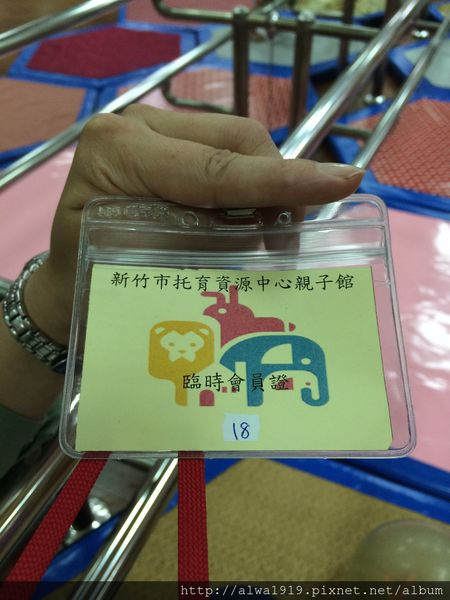 新竹市托育資源中心親子館
臨時會員證
18
http://alwa1919.pixnet.net/album